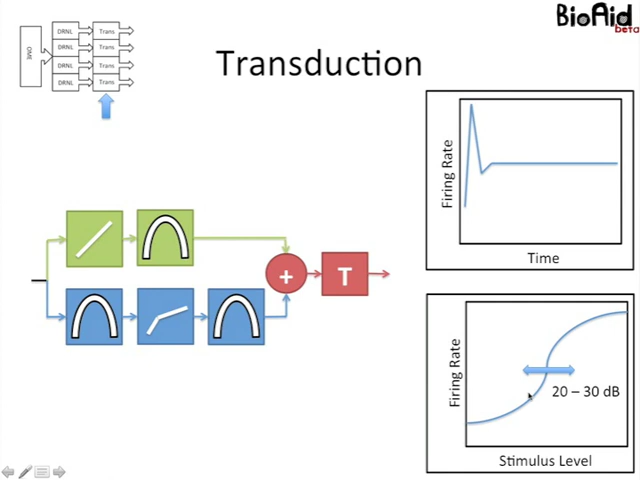 BioAid
beta
OME
DRNL Trans
DRNL Trans
DRNL Trans
DRNL Trans
Transduction
Firing Rate
Time
+ T
Firing Rate
20 – 30 dB
Stimulus Level